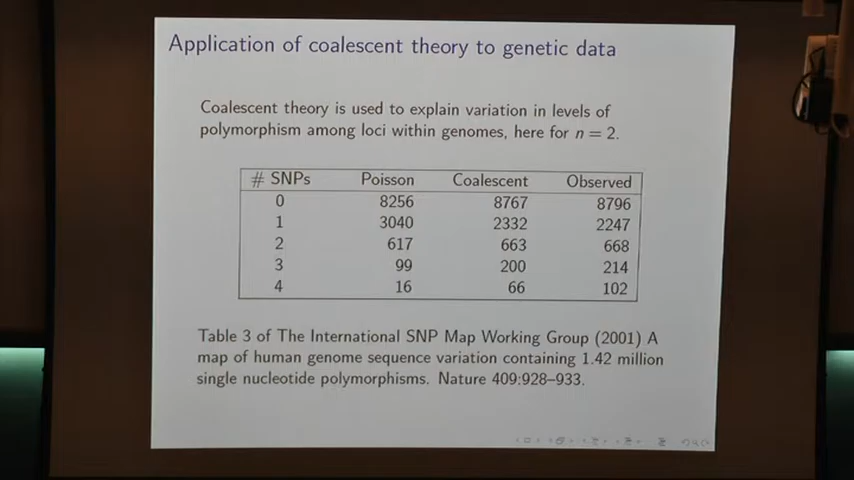 Application of coalescent theory to genetic data
Coalescent theory is used to explain variation in levels of
polymorphism among loci within genomes, here for n = 2.
# SNPs Poisson Coalescent Observed
0 8256 8767 8796
1 3040 2332 2247
2 617 663 668
3 99 200 214
4 16 66 102
Table 3 of The International SNP Map Working Group (2001) A
map of human genome sequence variation containing 1.42 million
single nucleotide polymorphisms. Nature 409:928–933.